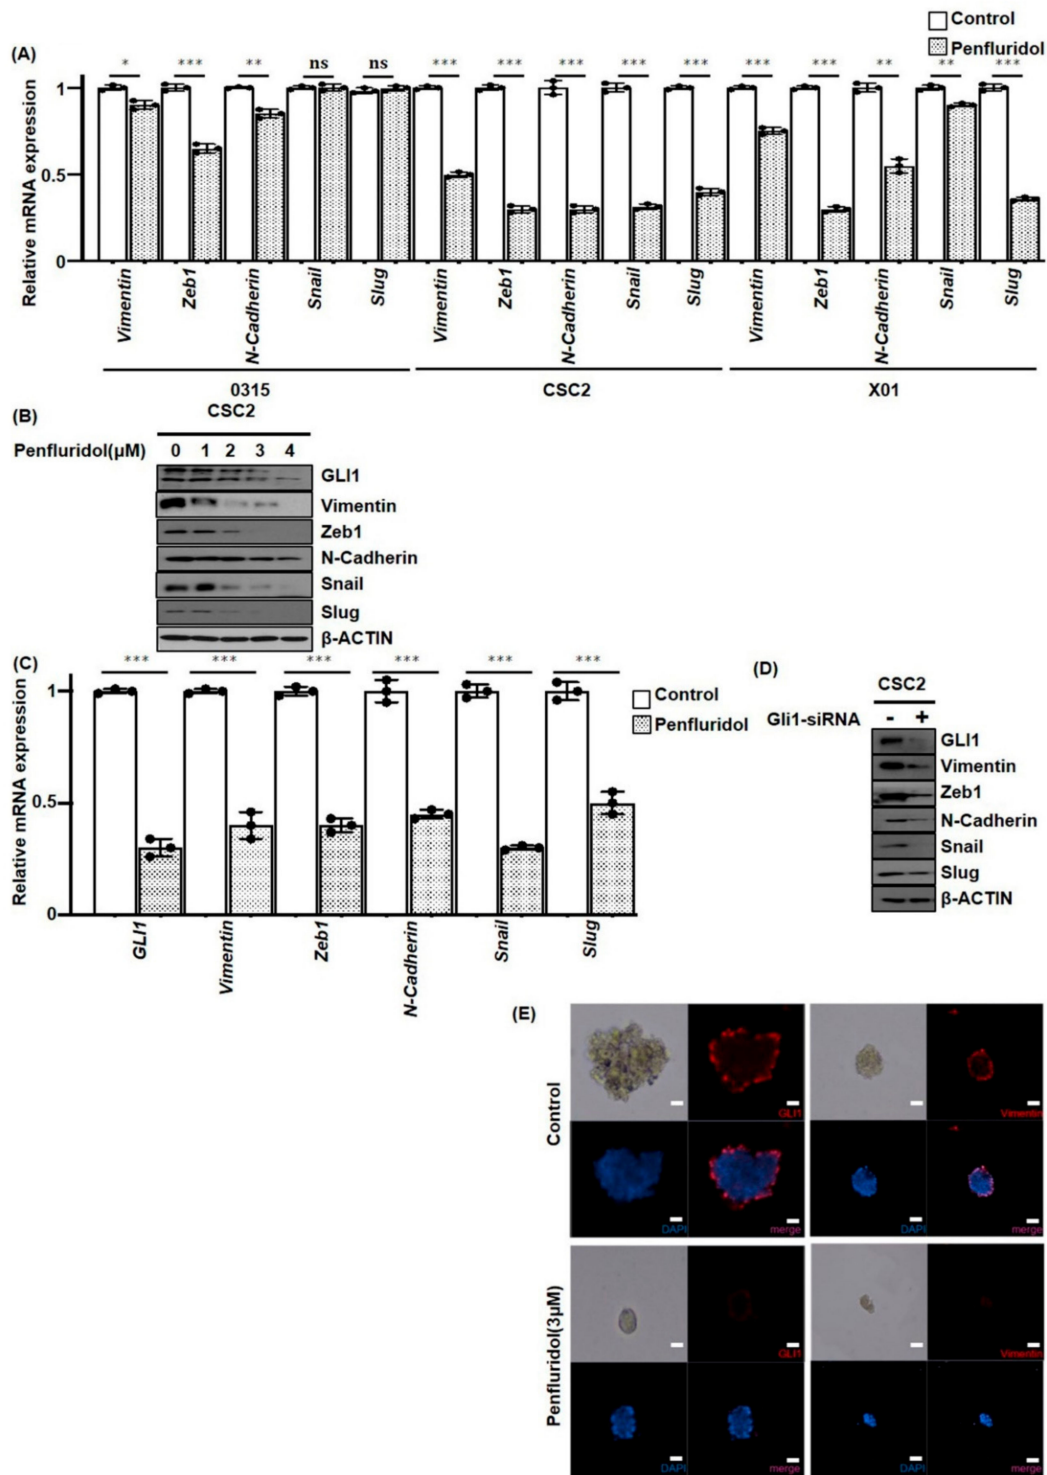 Control
Penfluridol
(A)
* *** ** ns ns *** *** *** *** *** *** *** ** ** ***
Relative mRNA expression
1
0.5
0
Vimentin Zeb1 N-Cadherin Snail Slug Vimentin Zeb1 N-Cadherin Snail Slug Vimentin Zeb1 N-Cadherin Snail Slug
0315 CSC2 X01
(B)
CSC2
Penfluridol(µM) 0 1 2 3 4
GLI1
Vimentin
Zeb1
N-Cadherin
Snail
Slug
β-ACTIN
(C)
*** *** *** *** *** ***
Relative mRNA expression
1
0.5
0
Control
Penfluridol
GLI1 Vimentin Zeb1 N-Cadherin Snail Slug
(D)
CSC2
Gli1-siRNA - +
GLI1
Vimentin
Zeb1
N-Cadherin
Snail
Slug
β-ACTIN
(E)
Control
GLI1 Vimentin
DAPI merge DAPI merge
Penfluridol(3µM)
GLI1 Vimentin
DAPI merge DAPI merge